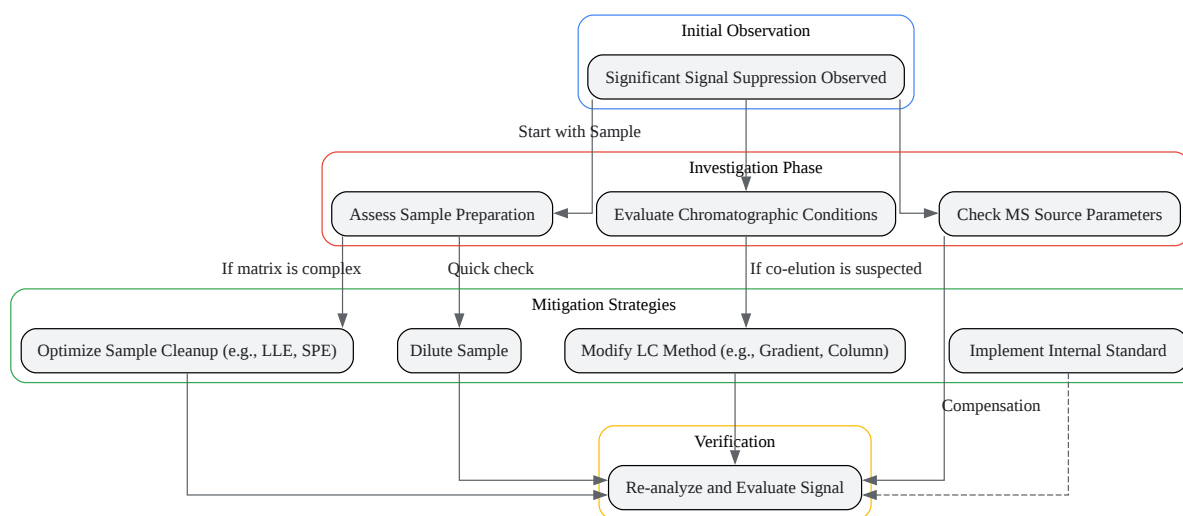 Initial Observation
Significant Signal Suppression Observed
Start with Sample
Investigation Phase
Assess Sample Preparation
Evaluate Chromatographic Conditions
Check MS Source Parameters
If matrix is complex
Quick check
If co-elution is suspected
Mitigation Strategies
Optimize Sample Cleanup (e.g., LLE, SPE)
Dilute Sample
Modify LC Method (e.g., Gradient, Column)
Implement Internal Standard
Compensation
Verification
Re-analyze and Evaluate Signal